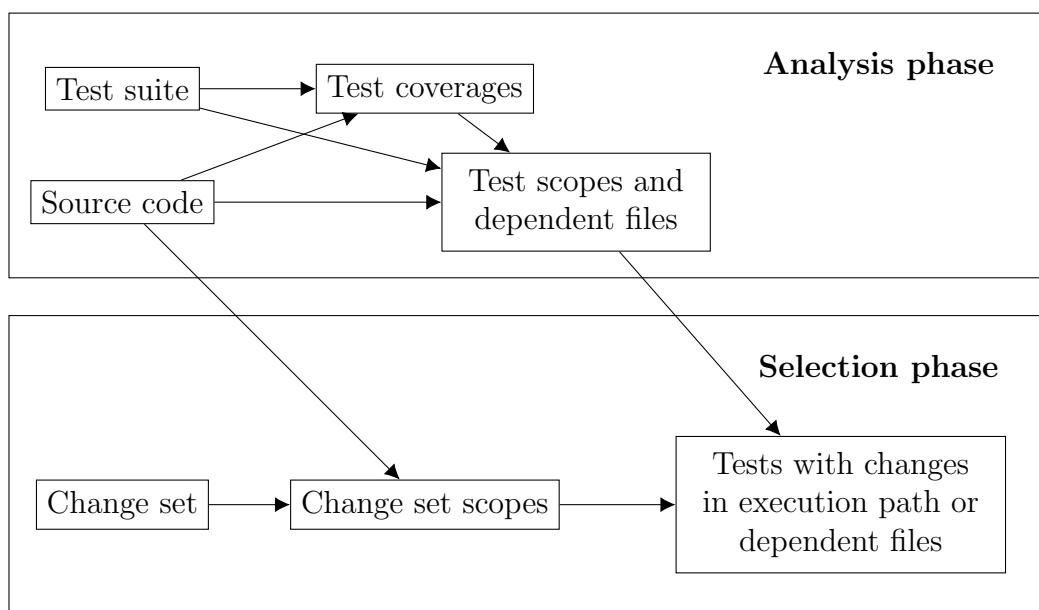 Analysis phase
Test suite
Test coverages
Source code
Test scopes and
dependent files
Selection phase
Change set
Change set scopes
Tests with changes
in execution path or
dependent files